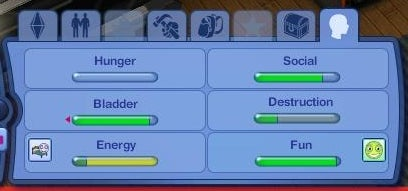 Hunger Social
Bladder Destruction
Energy Fun